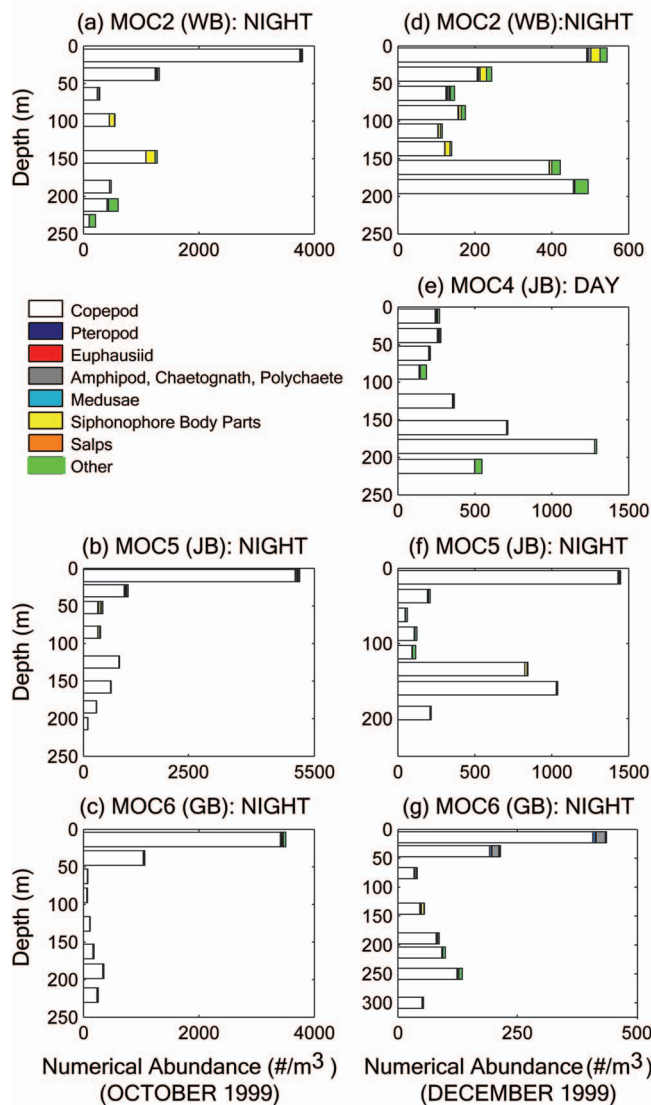 (a) MOC2 (WB): NIGHT
0
50
100
150
200
250
Depth (m)
0 2000 4000
(d) MOC2 (WB):NIGHT
0
50
100
150
200
250
0 200 400 600
Copepod
Pteropod
Euphausiid
Amphipod, Chaetognath, Polychaete
Medusae
Siphonophore Body Parts
Salps
Other
(e) MOC4 (JB): DAY
0
50
100
150
200
250
0 500 1000 1500
(b) MOC5 (JB): NIGHT
0
50
100
150
200
250
Depth (m)
0 2500 5500
(f) MOC5 (JB): NIGHT
0
50
100
200
0 500 1000 1500
(c) MOC6 (GB): NIGHT
0
50
100
150
200
250
Depth (m)
0 2000 4000
Numerical Abundance (#/m³)
(OCTOBER 1999)
(g) MOC6 (GB): NIGHT
0
50
100
150
200
250
300
0 250 500
Numerical Abundance (#/m³)
(DECEMBER 1999)